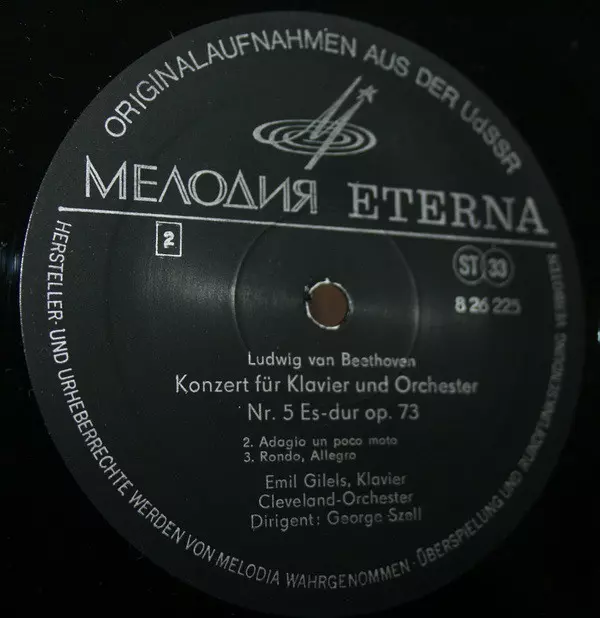 ORIGINALAUFNAHMEN AUS DER UdSSR
МЕЛОДИЯ ETERNA
2
ST 33
8 26 225
Ludwig van Beethoven
Konzert für Klavier und Orchester
Nr. 5 Es-dur op. 73
2. Adagio un poco moto
3. Rondo, Allegro
Emil Gilels, Klavier
Cleveland-Orchester
Dirigent: George Szell
HERSTELLER- UND URHEBERRECHTE WERDEN VON MELODIA WAHRGENOMMEN · ÜBERSPIELUNG UND RUNDFUNKSENDUNG VERBOTEN